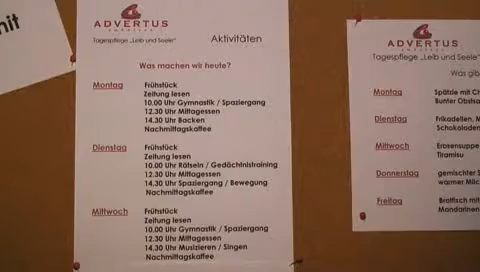 mit
ADVERTUS
Tagespflege „Leib und Seele"
Aktivitäten
Was machen wir heute?
Montag
Frühstück
Zeitung lesen
10.00 Uhr Gymnastik / Spaziergang
12.30 Uhr Mittagessen
14.30 Uhr Backen
Nachmittagskaffee
Dienstag
Frühstück
Zeitung lesen
10.00 Uhr Rätseln / Gedächtnistraining
12.30 Uhr Mittagessen
14.30 Uhr Spaziergang / Bewegung
Nachmittagskaffee
Mittwoch
Frühstück
Zeitung lesen
10.00 Uhr Gymnastik / Spaziergang
12.30 Uhr Mittagessen
14.30 Uhr Musizieren / Singen
Nachmittagskaffee
ADVERTUS
Tagespflege „Leib und Seele"
Was gib
Montag
Spätzle mit Ch
Bunter Obstsa
Dienstag
Frikadellen, M
Schokoladen
Mittwoch
Erbsensuppe
Tiramisu
Donnerstag
gemischter S
warmer Milc
Freitag
Bratfisch mit
Mandarinen